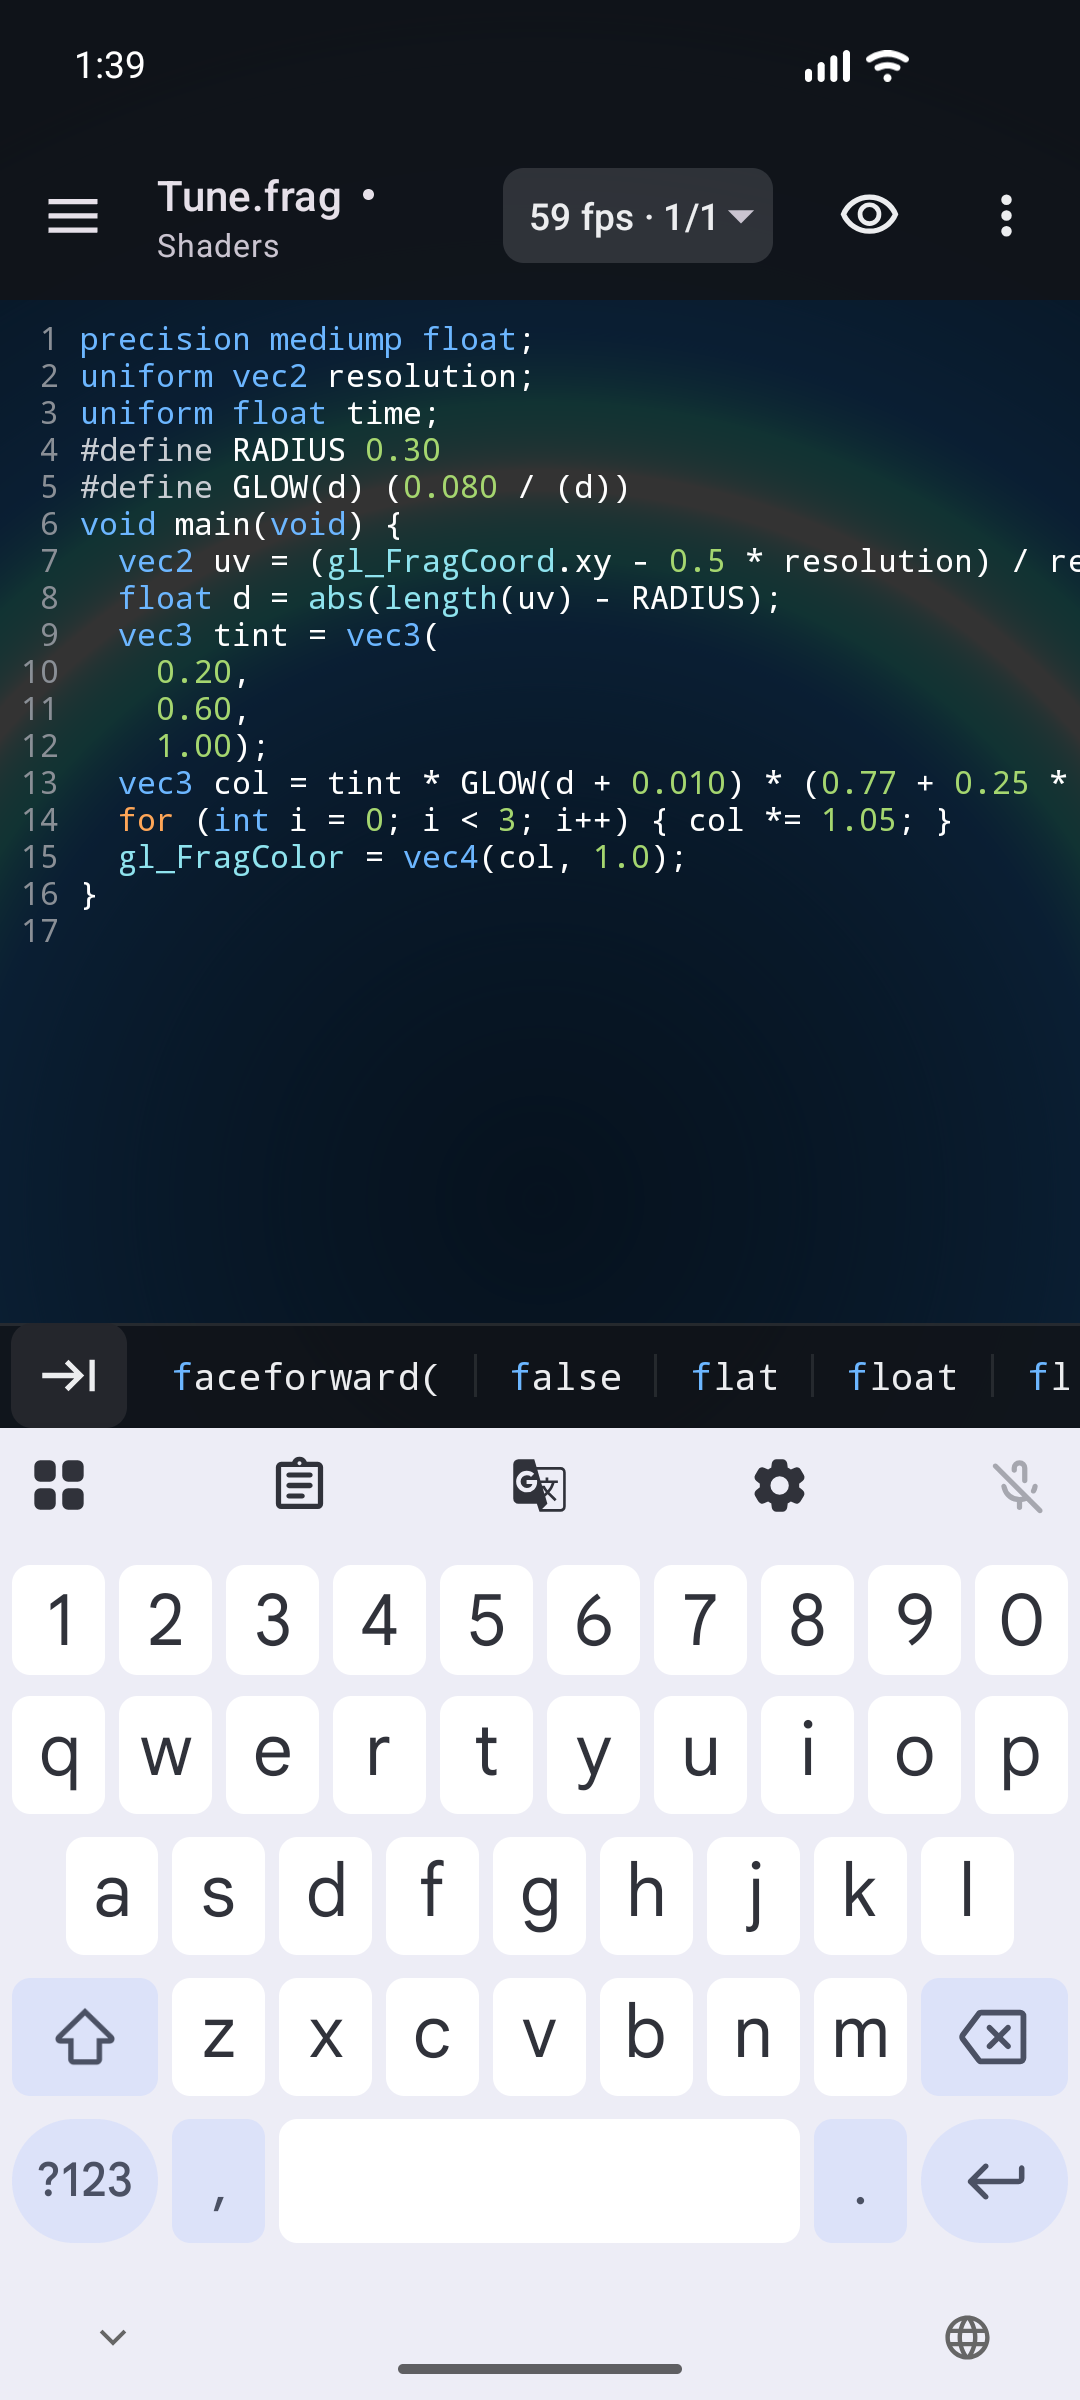 1:39
Tune.frag •
Shaders
59 fps · 1/1
1 precision mediump float;
2 uniform vec2 resolution;
3 uniform float time;
4 #define RADIUS 0.30
5 #define GLOW(d) (0.080 / (d))
6 void main(void) {
7   vec2 uv = (gl_FragCoord.xy - 0.5 * resolution) / re
8   float d = abs(length(uv) - RADIUS);
9   vec3 tint = vec3(
10     0.20,
11     0.60,
12     1.00);
13   vec3 col = tint * GLOW(d + 0.010) * (0.77 + 0.25 *
14   for (int i = 0; i < 3; i++) { col *= 1.05; }
15   gl_FragColor = vec4(col, 1.0);
16 }
17
faceforward( false flat float fl
1 2 3 4 5 6 7 8 9 0
q w e r t y u i o p
a s d f g h j k l
z x c v b n m
?123 , .